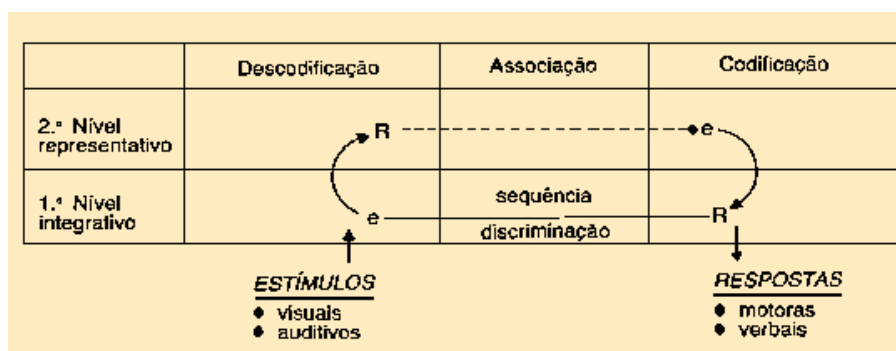 Descodificação Associação Codificação
2.º Nível
representativo
R e
1.º Nível
integrativo
sequência
e R
discriminação
ESTÍMULOS
● visuais
● auditivos
RESPOSTAS
● motoras
● verbais